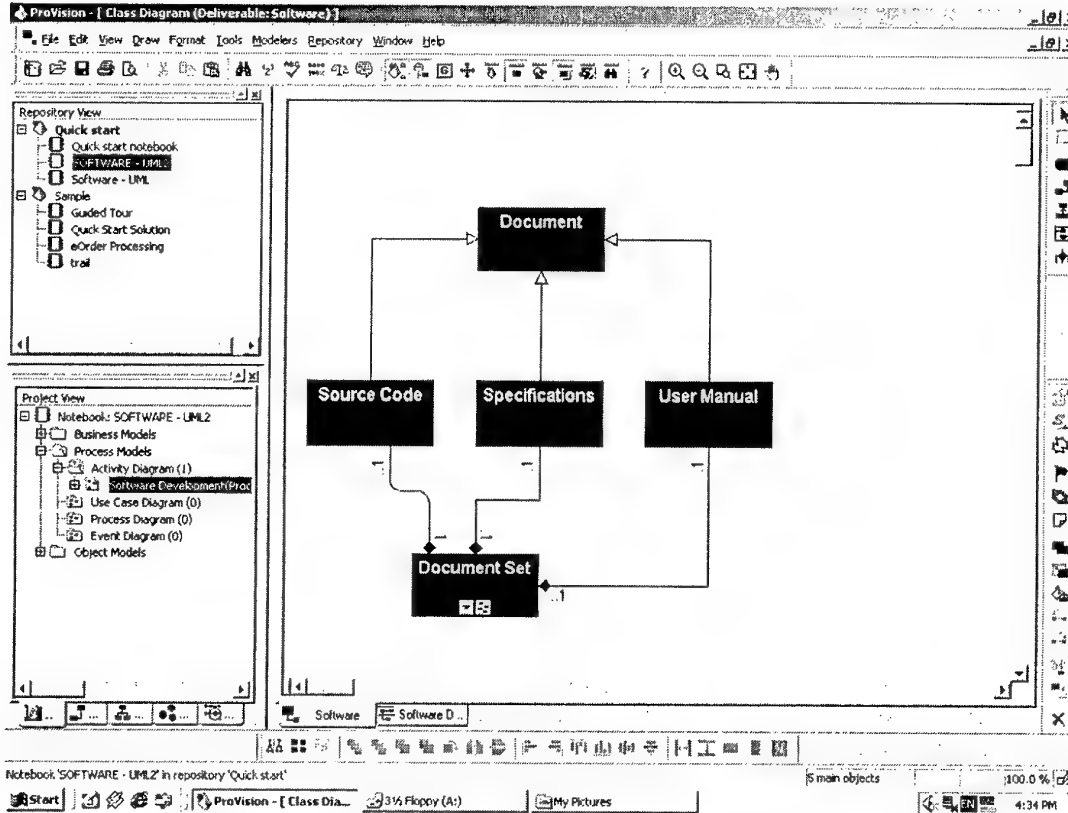 ProVision - [ Class Diagram (Deliverable: Software) ]
File Edit View Draw Format Tools Modelers Repository Window Help
Repository View
Quick start
Quick start notebook
SOFTWARE - UML2
Software - UML
Sample
Guided Tour
Quick Start Solution
eOrder Processing
trail
Project View
Notebook: SOFTWARE - UML2
Business Models
Process Models
Activity Diagram (1)
Software Development(Proc
Use Case Diagram (0)
Process Diagram (0)
Event Diagram (0)
Object Models
Document
Source Code
Specifications
User Manual
..1
..1
..1
Document Set
..1
Software
Software D...
Notebook 'SOFTWARE - UML2' in repository 'Quick start'
5 main objects
100.0 %
Start
ProVision - [ Class Dia...
3½ Floppy (A:)
My Pictures
EN
4:34 PM